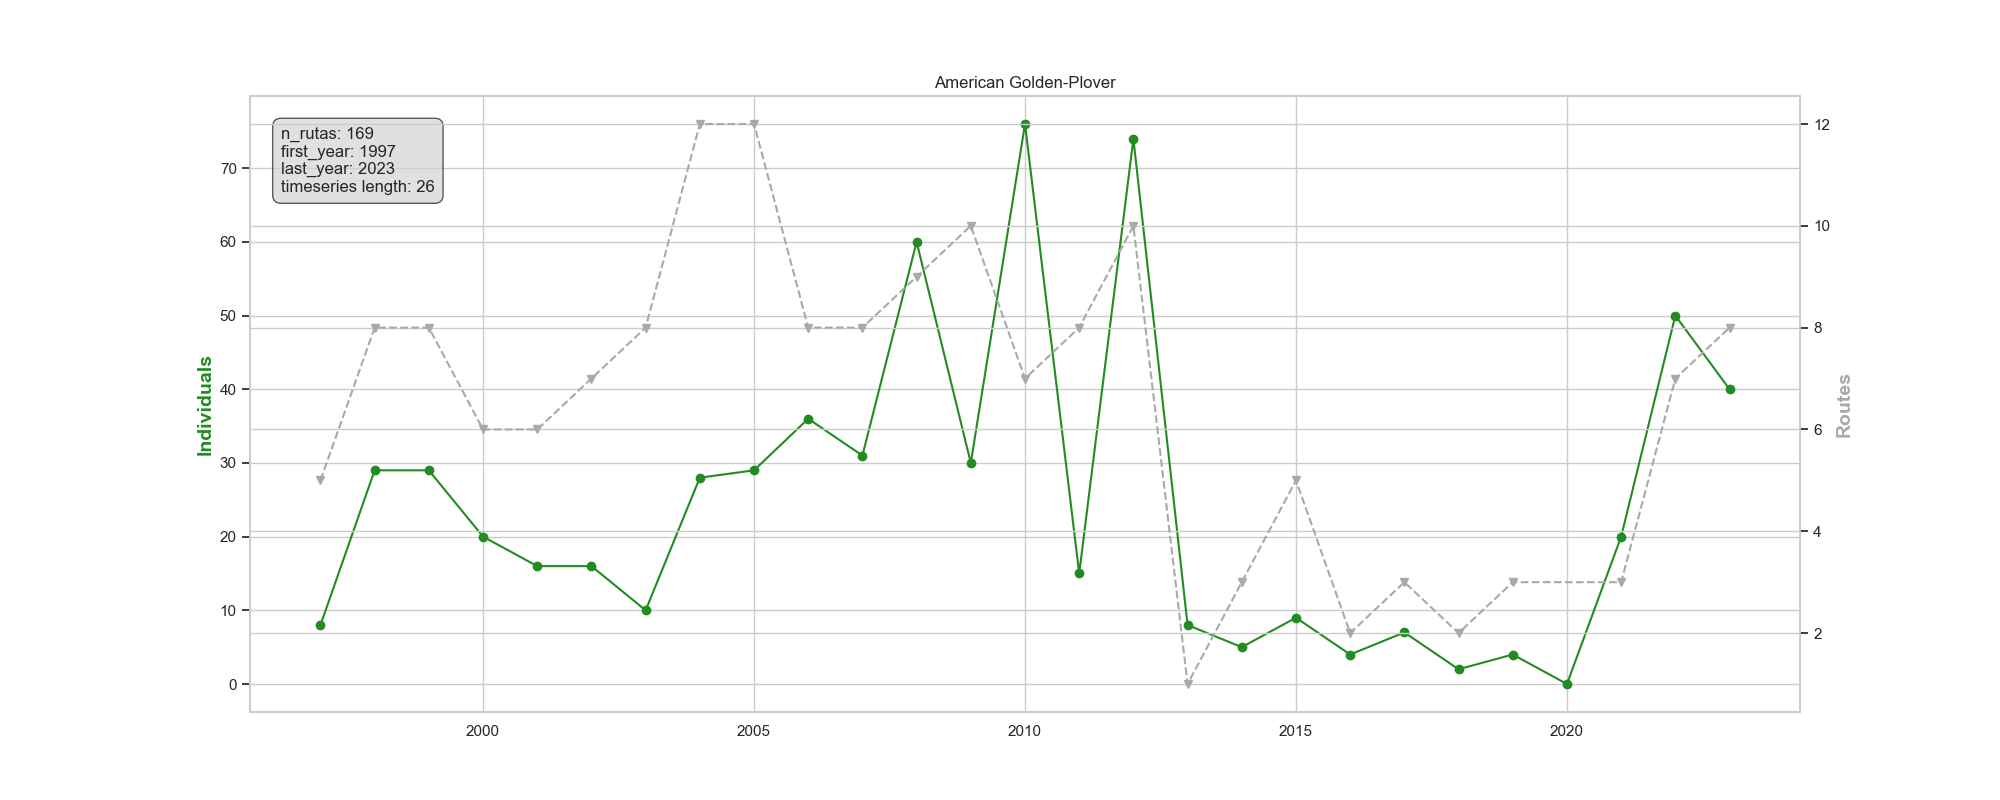 American Golden-Plover
n_rutas: 169
first_year: 1997
last_year: 2023
timeseries length: 26
70
60
50
40
30
20
10
0
Individuals
12
10
8
6
4
2
Routes
2000
2005
2010
2015
2020